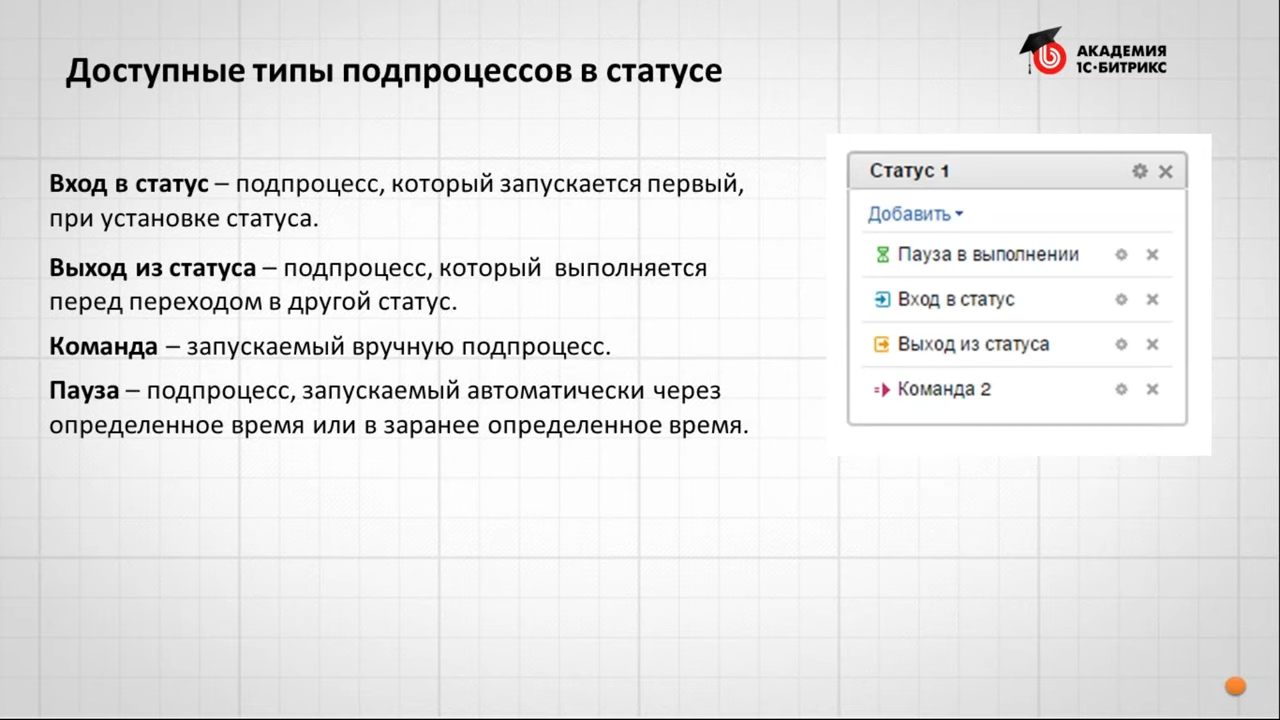 Доступные типы подпроцессов в статусе
АКАДЕМИЯ
1С·БИТРИКС
Вход в статус – подпроцесс, который запускается первый,
при установке статуса.
Выход из статуса – подпроцесс, который выполняется
перед переходом в другой статус.
Команда – запускаемый вручную подпроцесс.
Пауза – подпроцесс, запускаемый автоматически через
определенное время или в заранее определенное время.
Статус 1
Добавить
Пауза в выполнении
Вход в статус
Выход из статуса
Команда 2